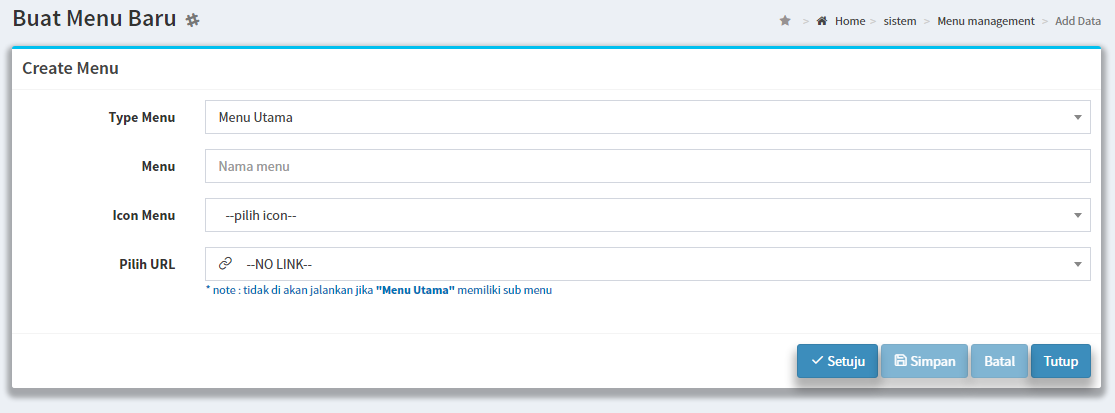 Buat Menu Baru
> Home > sistem > Menu management > Add Data
Create Menu
Type Menu Menu Utama
Menu Nama menu
Icon Menu --pilih icon--
Pilih URL --NO LINK--
* note : tidak di akan jalankan jika "Menu Utama" memiliki sub menu
Setuju Simpan Batal Tutup